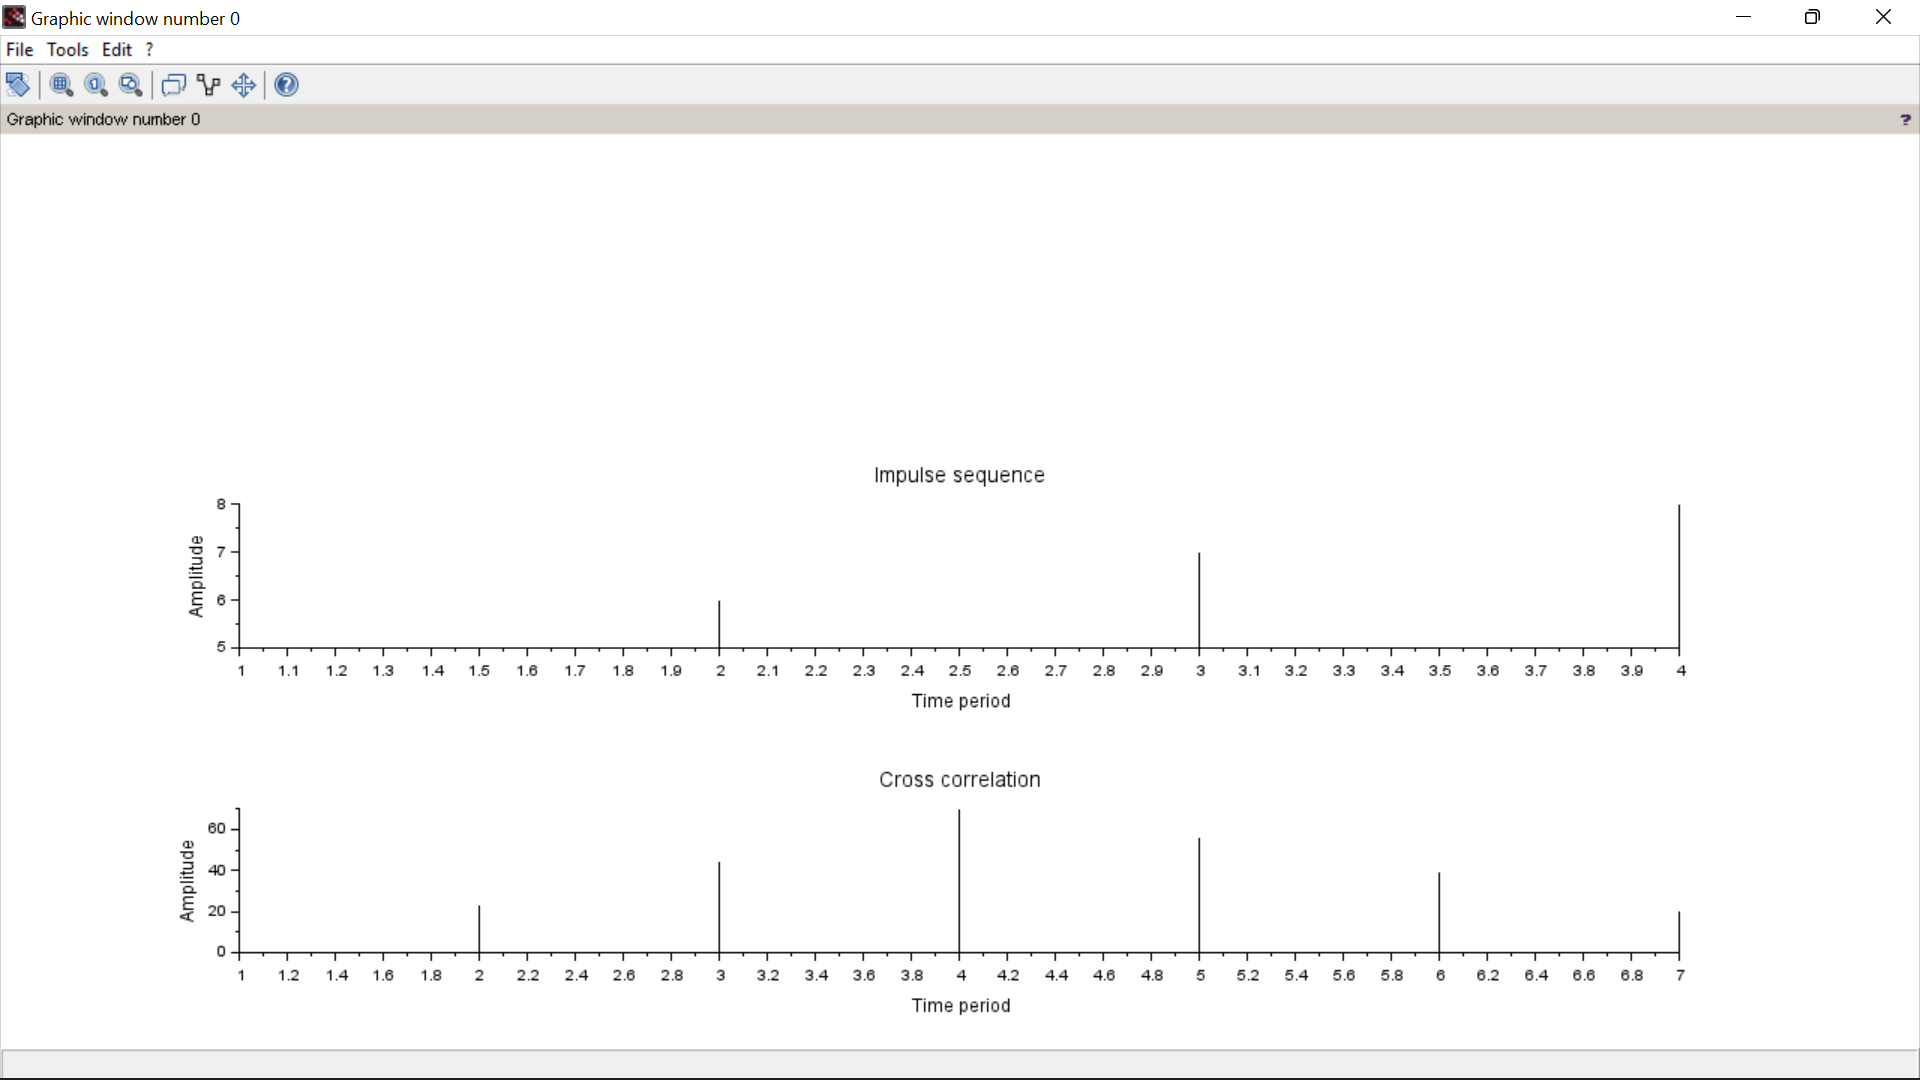 Graphic window number 0
File Tools Edit ?
Graphic window number 0 ?
Impulse sequence
8
7
6
5
Amplitude
1 1.1 1.2 1.3 1.4 1.5 1.6 1.7 1.8 1.9 2 2.1 2.2 2.3 2.4 2.5 2.6 2.7 2.8 2.9 3 3.1 3.2 3.3 3.4 3.5 3.6 3.7 3.8 3.9 4
Time period
Cross correlation
60
40
20
0
Amplitude
1 1.2 1.4 1.6 1.8 2 2.2 2.4 2.6 2.8 3 3.2 3.4 3.6 3.8 4 4.2 4.4 4.6 4.8 5 5.2 5.4 5.6 5.8 6 6.2 6.4 6.6 6.8 7
Time period